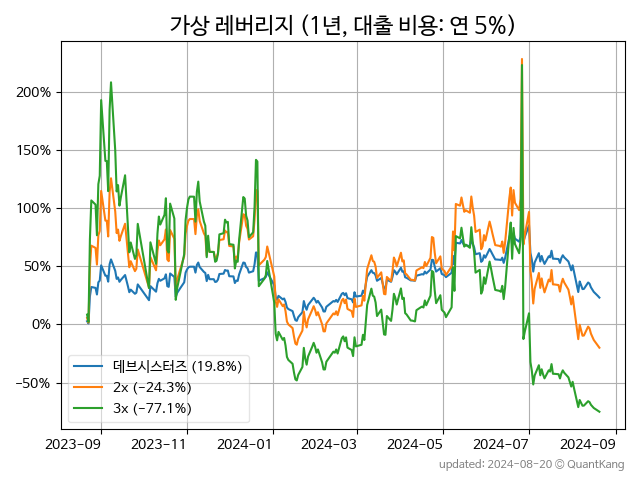 가상 레버리지 (1년, 대출 비용: 연 5%)
200%
150%
100%
50%
0%
−50%
데브시스터즈 (19.8%)
2x (−24.3%)
3x (−77.1%)
2023-09
2023-11
2024-01
2024-03
2024-05
2024-07
2024-09
updated: 2024-08-20 © QuantKang